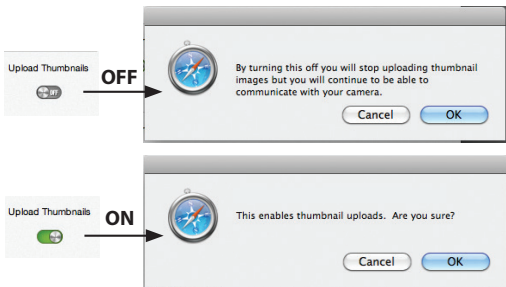 Upload Thumbnails
OFF
OFF
By turning this off you will stop uploading thumbnail
images but you will continue to be able to
communicate with your camera.
Cancel OK
Upload Thumbnails
ON
This enables thumbnail uploads. Are you sure?
Cancel OK